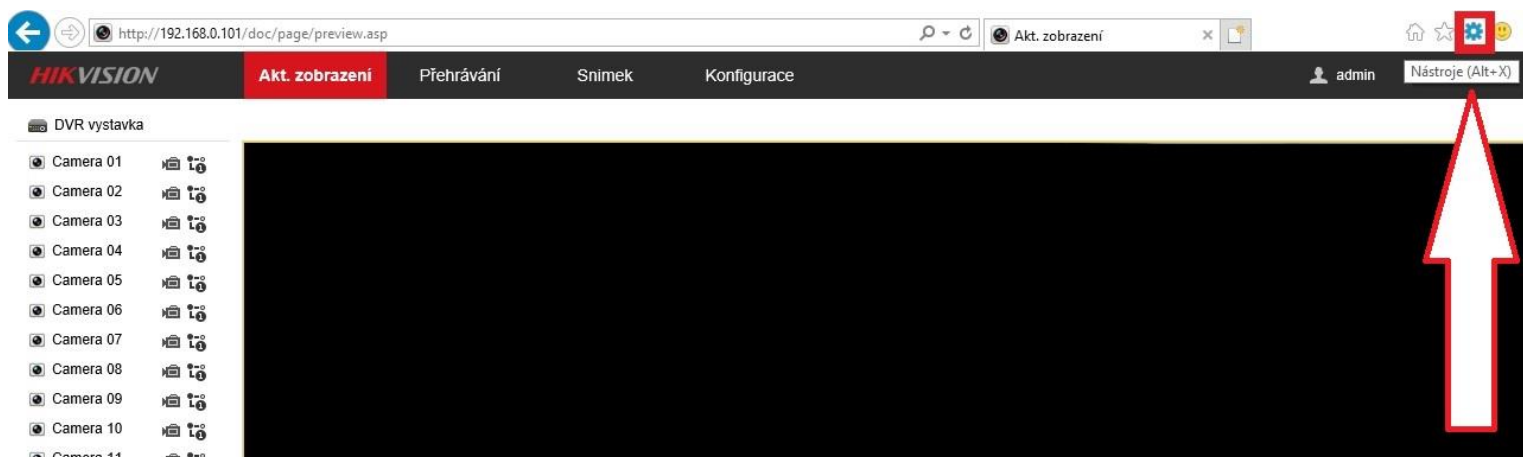 http://192.168.0.101/doc/page/preview.asp
Akt. zobrazení
HIKVISION
Akt. zobrazení
Přehrávání
Snimek
Konfigurace
admin
Nástroje (Alt+X)
DVR vystavka
Camera 01
Camera 02
Camera 03
Camera 04
Camera 05
Camera 06
Camera 07
Camera 08
Camera 09
Camera 10
Camera 11